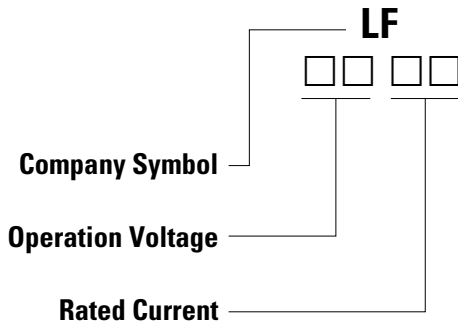 LF
□□ □□
Company Symbol
Operation Voltage
Rated Current